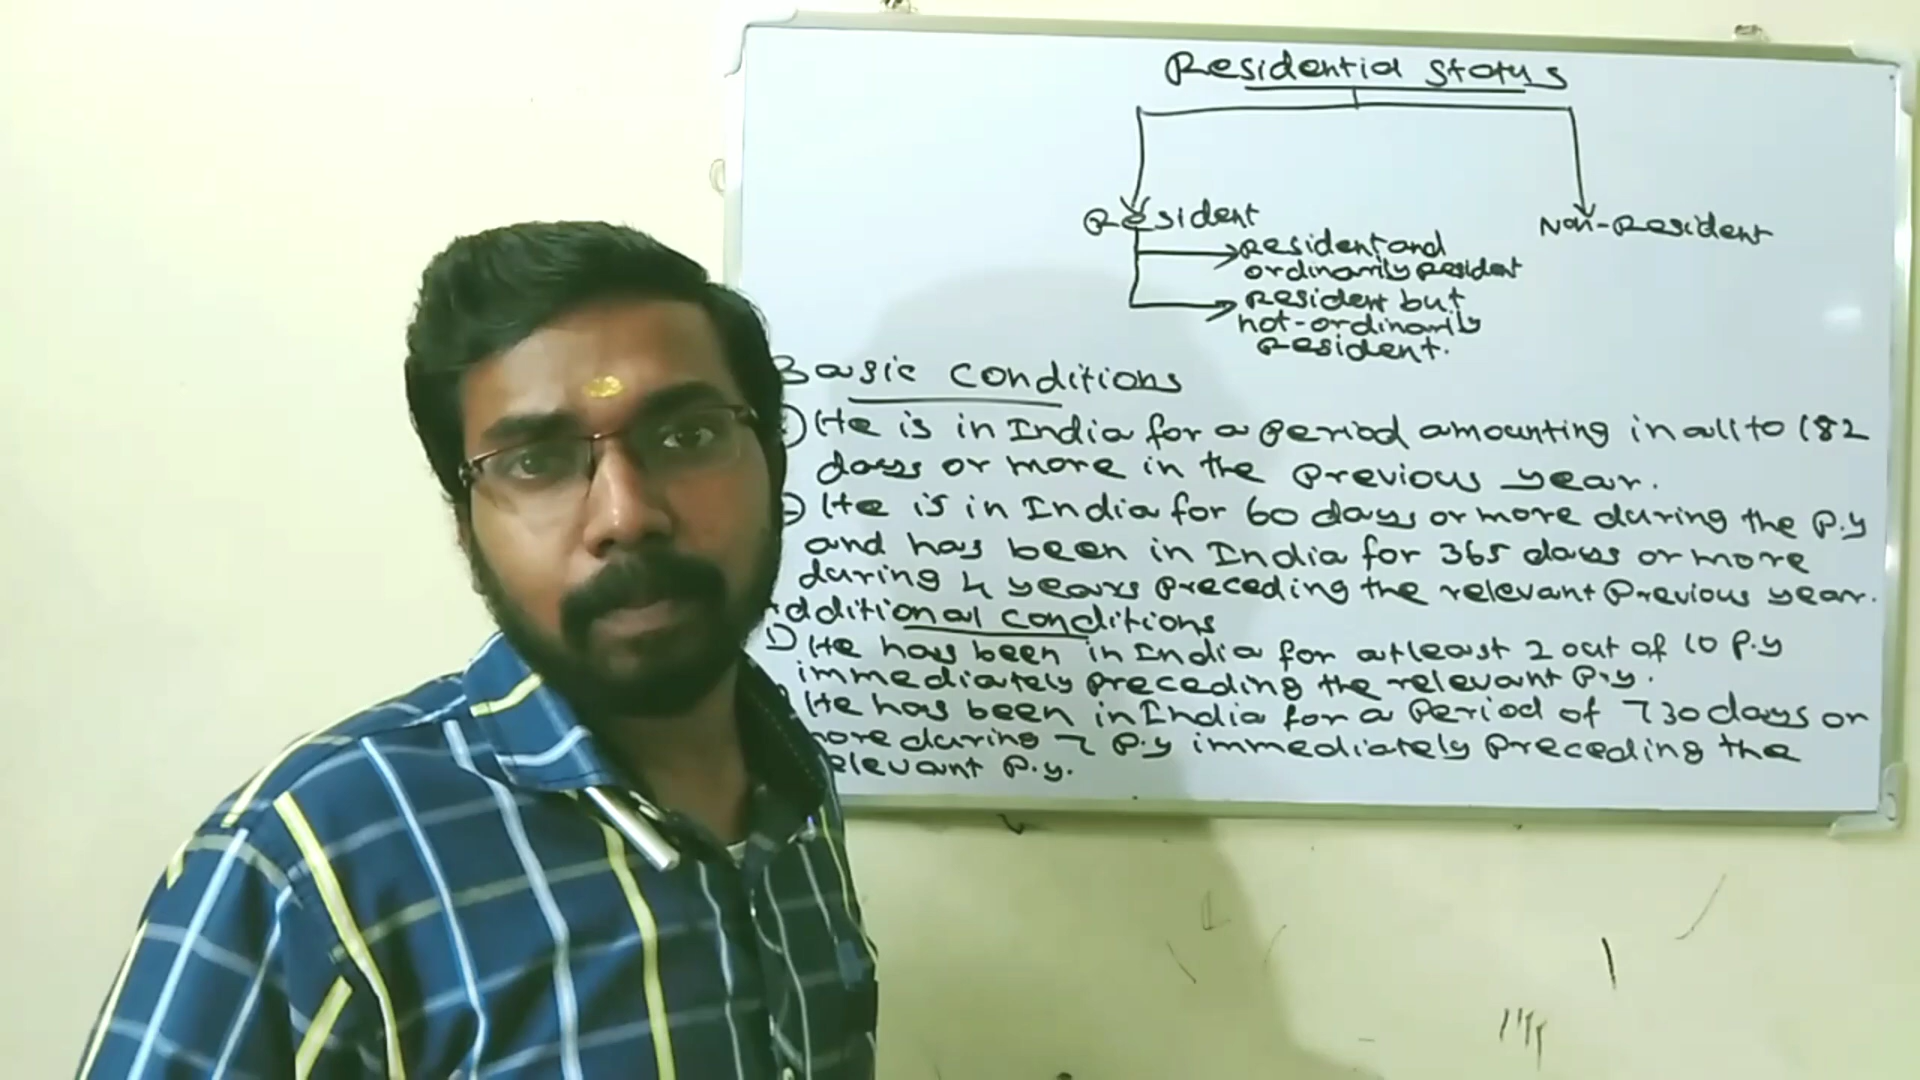 Residential Status
Resident
Non-Resident
Resident and
ordinarily resident
Resident but
not-ordinarily
resident.
Basic Conditions
1) He is in India for a period amounting in all to 182
days or more in the previous year.
2) He is in India for 60 days or more during the P.y
and has been in India for 365 days or more
during 4 years preceding the relevant previous year.
Additional conditions
1) He has been in India for atleast 2 out of 10 P.y
immediately preceding the relevant P.y.
He has been in India for a period of 730 days or
more during 7 P.y immediately preceding the
relevant P.y.